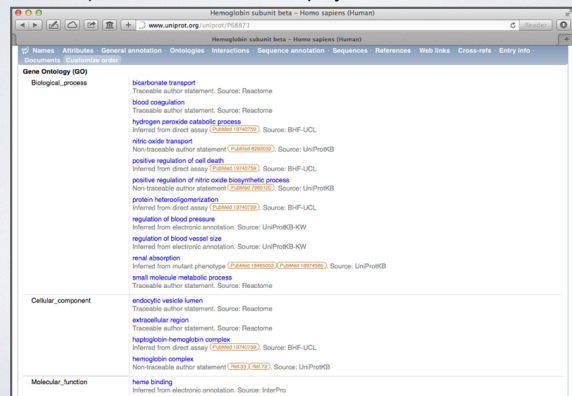 Hemoglobin subunit beta – Homo sapiens (Human)
www.uniprot.org/uniprot/P68871
Reader
Hemoglobin subunit beta – Homo sapiens (Human)
Names · Attributes · General annotation · Ontologies · Interactions · Sequence annotation · Sequences · References · Web links · Cross-refs · Entry info ·
Documents Customize order
Gene Ontology (GO)
Biological_process
bicarbonate transport
Traceable author statement. Source: Reactome
blood coagulation
Traceable author statement. Source: Reactome
hydrogen peroxide catabolic process
Inferred from direct assay PubMed 19740759. Source: BHF-UCL
nitric oxide transport
Non-traceable author statement PubMed. Source: UniProtKB
positive regulation of cell death
Inferred from direct assay PubMed 19740759. Source: BHF-UCL
positive regulation of nitric oxide biosynthetic process
Non-traceable author statement PubMed. Source: UniProtKB
protein heterooligomerization
Inferred from direct assay PubMed 19740759. Source: BHF-UCL
regulation of blood pressure
Inferred from electronic annotation. Source: UniProtKB-KW
regulation of blood vessel size
Inferred from electronic annotation. Source: UniProtKB-KW
renal absorption
Inferred from mutant phenotype PubMed PubMed. Source: UniProtKB
small molecule metabolic process
Traceable author statement. Source: Reactome
Cellular_component
endocytic vesicle lumen
Traceable author statement. Source: Reactome
extracellular region
Traceable author statement. Source: Reactome
haptoglobin-hemoglobin complex
Inferred from direct assay PubMed 19740759. Source: BHF-UCL
hemoglobin complex
Non-traceable author statement Ref.33 Ref.72. Source: UniProtKB
Molecular_function
heme binding
Inferred from electronic annotation. Source: InterPro